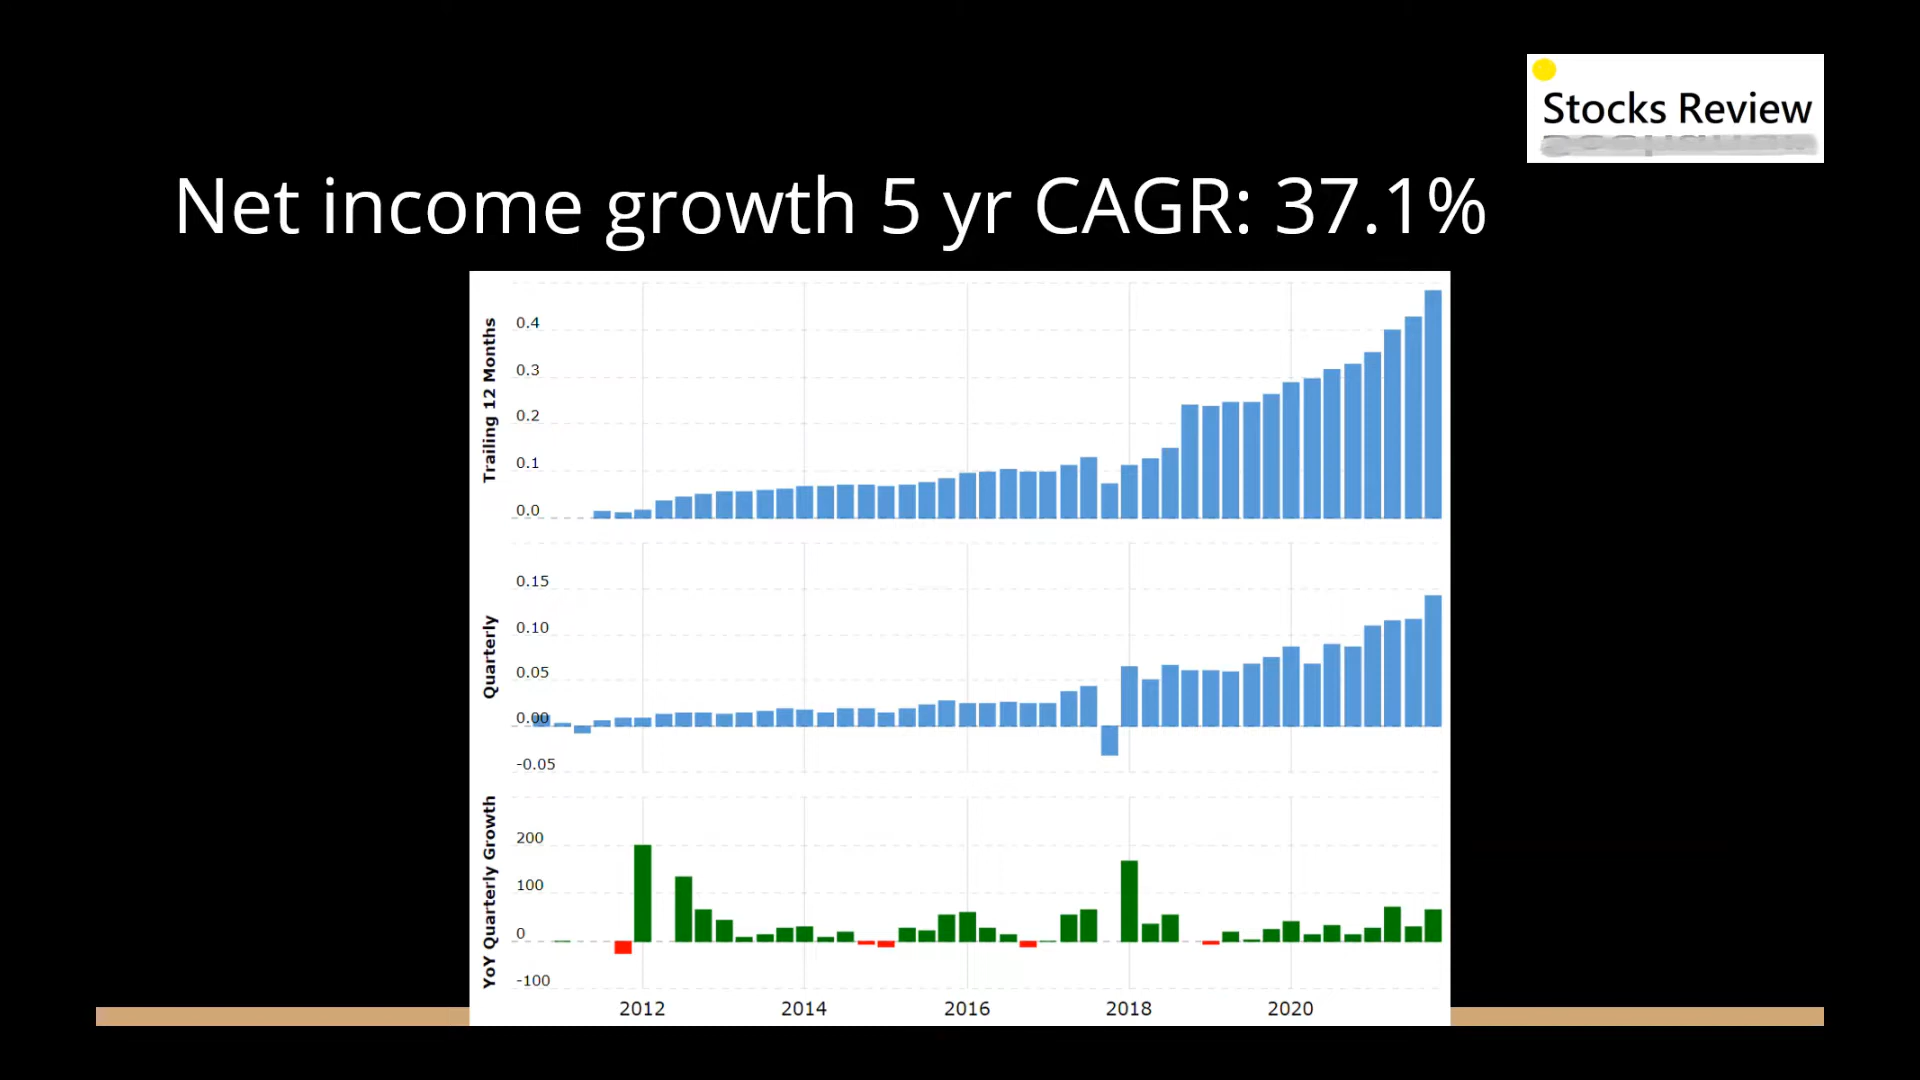 Stocks Review
Net income growth 5 yr CAGR: 37.1%
Trailing 12 Months
0.4
0.3
0.2
0.1
0.0
Quarterly
0.15
0.10
0.05
0.00
-0.05
YoY Quarterly Growth
200
100
0
-100
2012 2014 2016 2018 2020